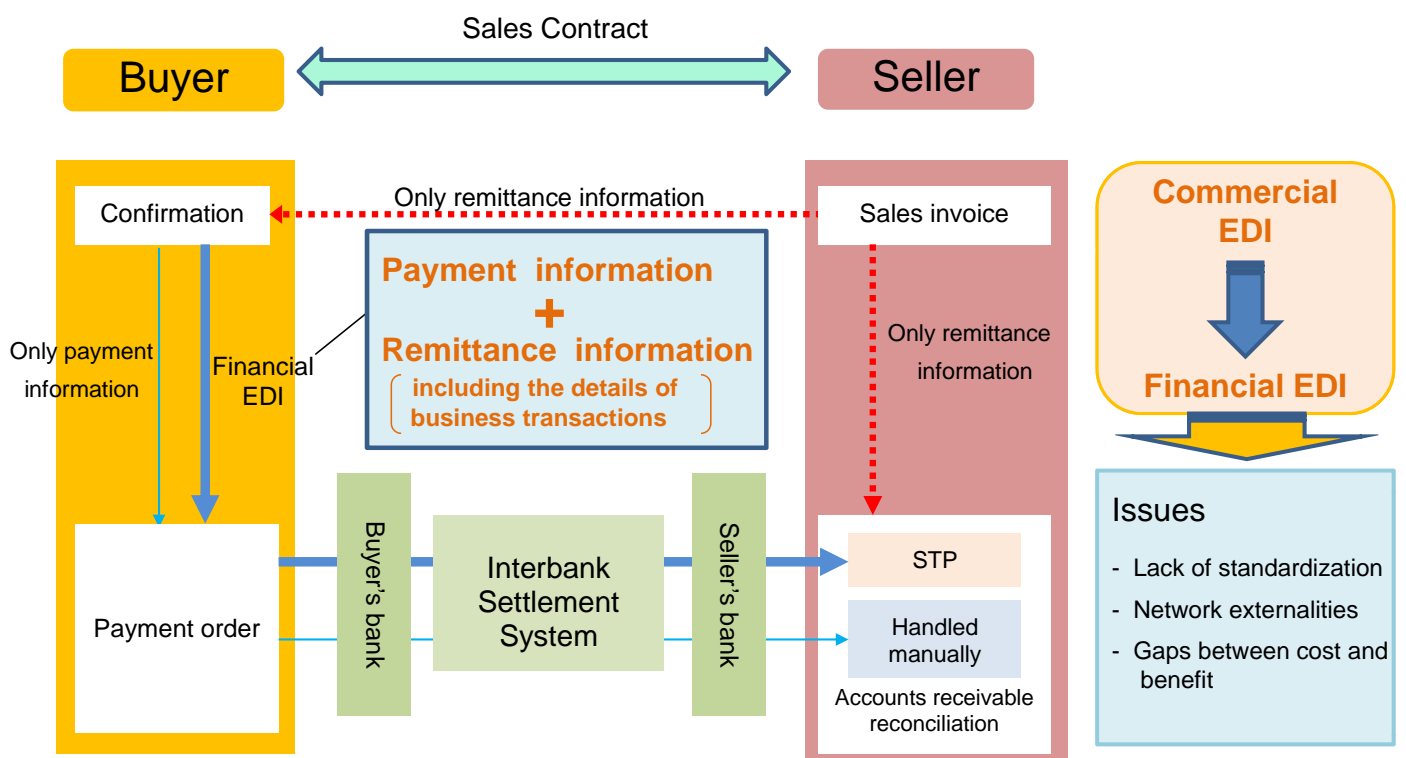 Sales Contract
Buyer
Seller
Confirmation
Only remittance information
Sales invoice
Payment information
+
Remittance information
including the details of
business transactions
Only payment
information
Financial
EDI
Only remittance
information
Payment order
Buyer's bank
Interbank
Settlement
System
Seller's bank
STP
Handled
manually
Accounts receivable
reconciliation
Commercial
EDI
Financial EDI
Issues
- Lack of standardization
- Network externalities
- Gaps between cost and
benefit